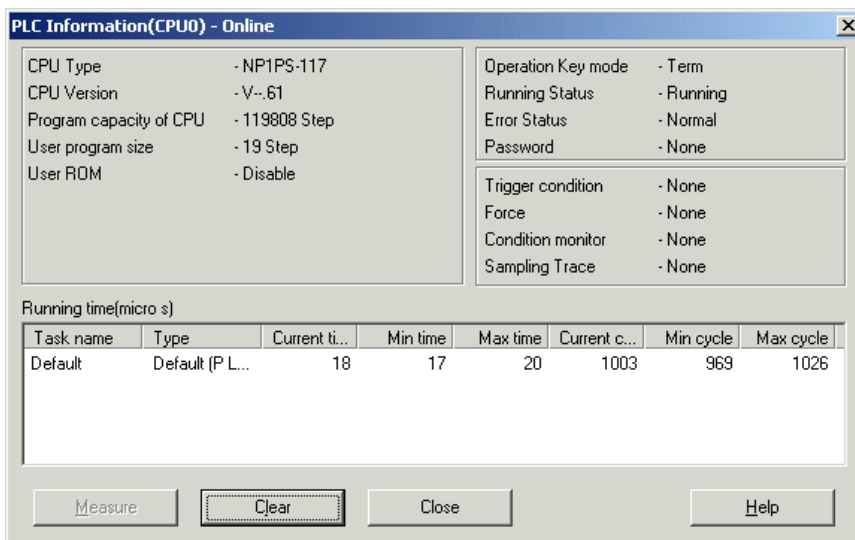 PLC Information(CPU0) - Online
CPU Type - NP1PS-117
CPU Version - V--.61
Program capacity of CPU - 119808 Step
User program size - 19 Step
User ROM - Disable
Operation Key mode - Term
Running Status - Running
Error Status - Normal
Password - None
Trigger condition - None
Force - None
Condition monitor - None
Sampling Trace - None
Running time(micro s)
Task name Type Current ti... Min time Max time Current c... Min cycle Max cycle
Default Default (P L... 18 17 20 1003 969 1026
Measure Clear Close Help